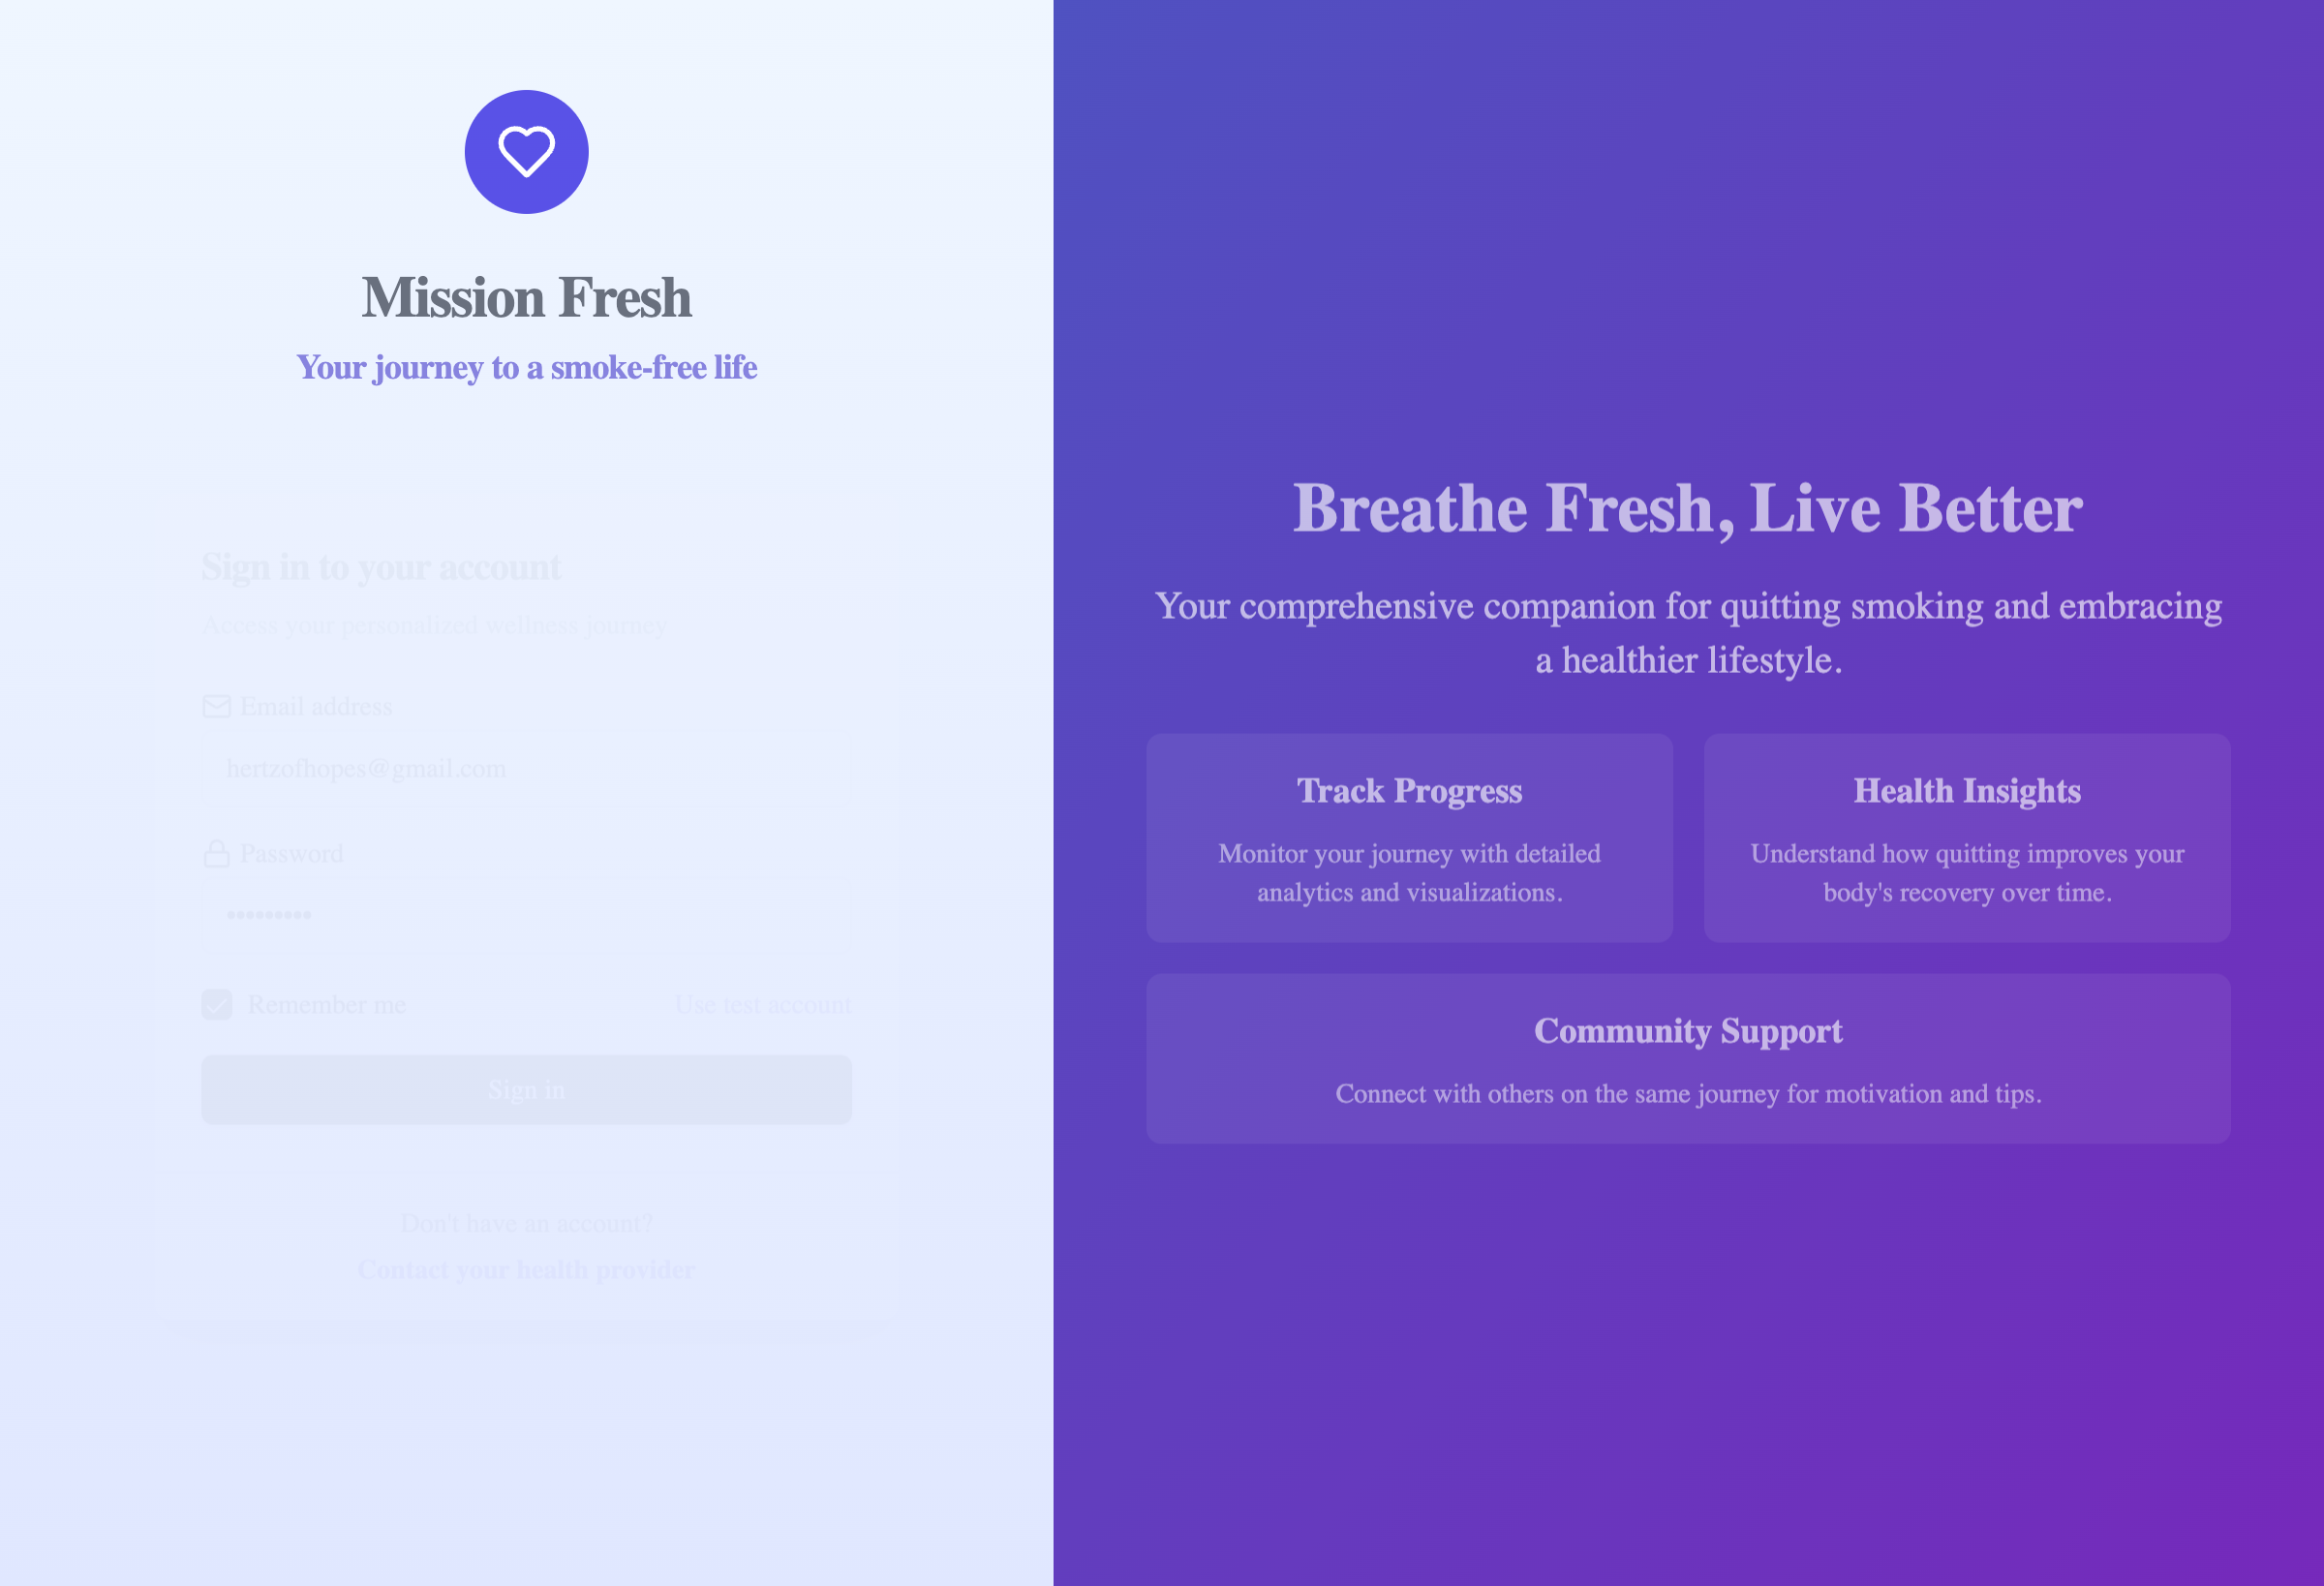 Mission Fresh
Your journey to a smoke-free life
Sign in to your account
Access your personalized wellness journey
Email address
hertzofhopes@gmail.com
Password
•••••••••
Remember me
Use test account
Sign in
Don't have an account?
Contact your health provider
Breathe Fresh, Live Better
Your comprehensive companion for quitting smoking and embracing
a healthier lifestyle.
Track Progress
Monitor your journey with detailed
analytics and visualizations.
Health Insights
Understand how quitting improves your
body's recovery over time.
Community Support
Connect with others on the same journey for motivation and tips.